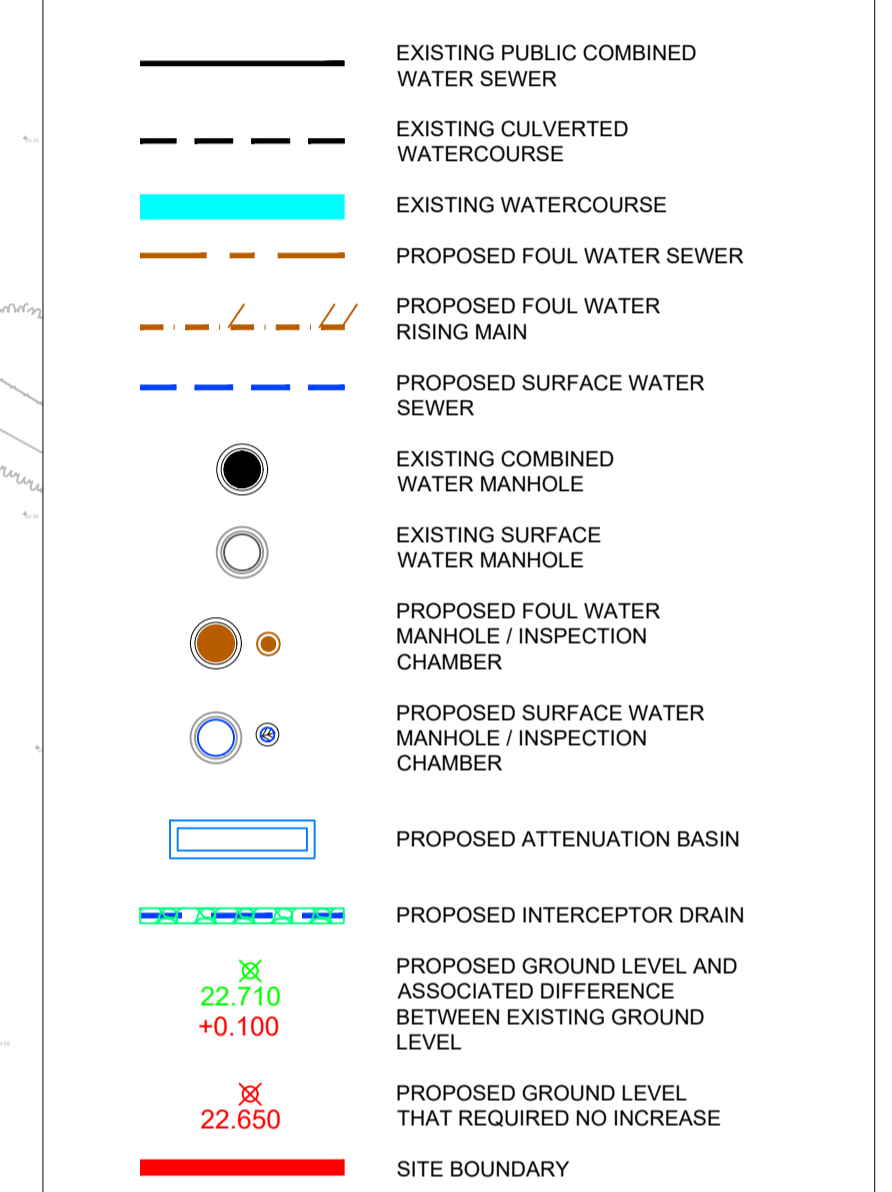 EXISTING PUBLIC COMBINED
WATER SEWER
EXISTING CULVERTED
WATERCOURSE
EXISTING WATERCOURSE
PROPOSED FOUL WATER SEWER
PROPOSED FOUL WATER
RISING MAIN
PROPOSED SURFACE WATER
SEWER
EXISTING COMBINED
WATER MANHOLE
EXISTING SURFACE
WATER MANHOLE
PROPOSED FOUL WATER
MANHOLE / INSPECTION
CHAMBER
PROPOSED SURFACE WATER
MANHOLE / INSPECTION
CHAMBER
PROPOSED ATTENUATION BASIN
PROPOSED INTERCEPTOR DRAIN
22.710
+0.100
PROPOSED GROUND LEVEL AND
ASSOCIATED DIFFERENCE
BETWEEN EXISTING GROUND
LEVEL
22.650
PROPOSED GROUND LEVEL
THAT REQUIRED NO INCREASE
SITE BOUNDARY